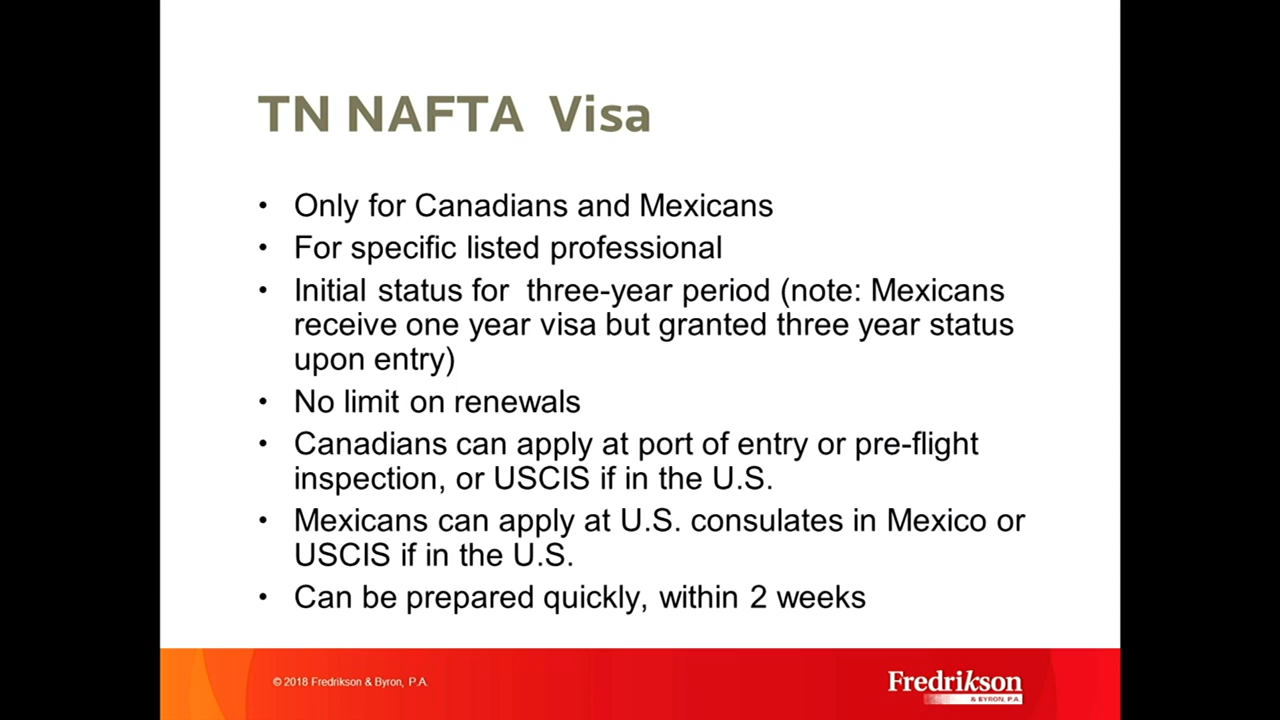 TN NAFTA Visa
• Only for Canadians and Mexicans
• For specific listed professional
• Initial status for three-year period (note: Mexicans
receive one year visa but granted three year status
upon entry)
• No limit on renewals
• Canadians can apply at port of entry or pre-flight
inspection, or USCIS if in the U.S.
• Mexicans can apply at U.S. consulates in Mexico or
USCIS if in the U.S.
• Can be prepared quickly, within 2 weeks
© 2018 Fredrikson & Byron, P.A.
Fredrikson
& BYRON, P.A.